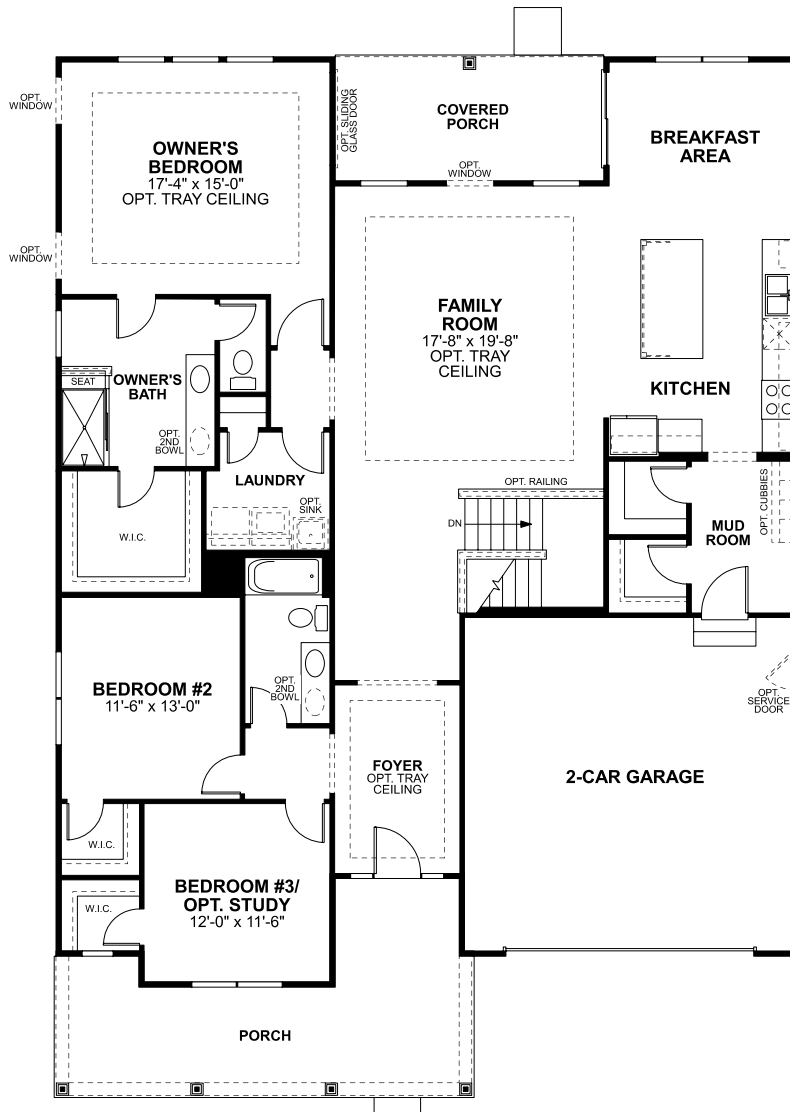 OPT.
WINDOW
OWNER'S
BEDROOM
17'-4" x 15'-0"
OPT. TRAY CEILING
OPT. SLIDING
GLASS DOOR
COVERED
PORCH
OPT.
WINDOW
BREAKFAST
AREA
OPT.
WINDOW
FAMILY
ROOM
17'-8" x 19'-8"
OPT. TRAY
CEILING
SEAT
OWNER'S
BATH
OPT.
2ND
BOWL
KITCHEN
LAUNDRY
OPT.
SINK
OPT. RAILING
DN
W.I.C.
MUD
ROOM
OPT. CUBBIES
BEDROOM #2
11'-6" x 13'-0"
OPT.
2ND
BOWL
OPT.
SERVICE
DOOR
FOYER
OPT. TRAY
CEILING
2-CAR GARAGE
W.I.C.
BEDROOM #3/
OPT. STUDY
12'-0" x 11'-6"
W.I.C.
PORCH